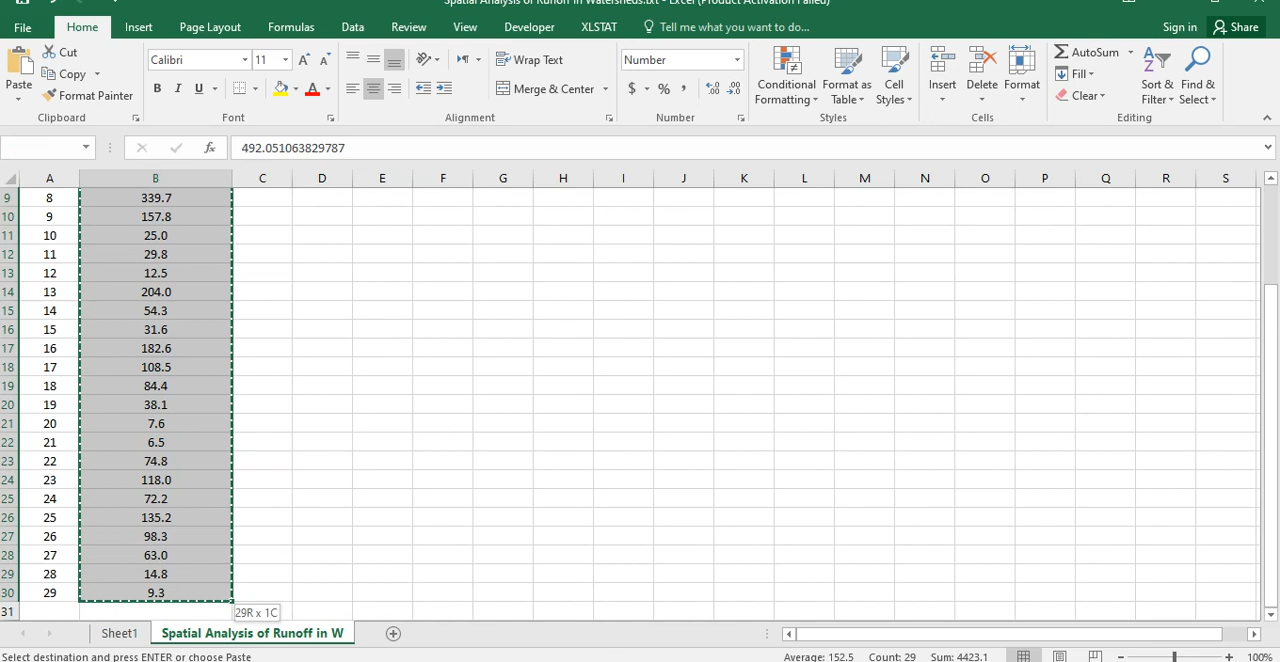 Spatial Analysis of Runoff in Watersheds.txt - Excel (Product Activation Failed)
File Home Insert Page Layout Formulas Data Review View Developer XLSTAT Tell me what you want to do... Sign in Share
Paste
Cut
Copy
Format Painter
Clipboard
Calibri 11
B I U
Font
Wrap Text
Merge & Center
Alignment
Number
$ % ,
Number
Conditional Formatting
Format as Table
Cell Styles
Styles
Insert Delete Format
Cells
AutoSum
Fill
Clear
Sort & Filter
Find & Select
Editing
fx 492.051063829787
A B C D E F G H I J K L M N O P Q R S
9 8 339.7
10 9 157.8
11 10 25.0
12 11 29.8
13 12 12.5
14 13 204.0
15 14 54.3
16 15 31.6
17 16 182.6
18 17 108.5
19 18 84.4
20 19 38.1
21 20 7.6
22 21 6.5
23 22 74.8
24 23 118.0
25 24 72.2
26 25 135.2
27 26 98.3
28 27 63.0
29 28 14.8
30 29 9.3
31
29R x 1C
Sheet1 Spatial Analysis of Runoff in W
Select destination and press ENTER or choose Paste Average: 152.5 Count: 29 Sum: 4423.1 100%